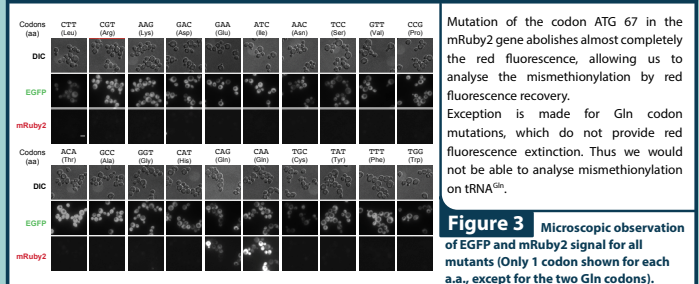 Codons CTT CGT AAG GAC GAA ATC AAC TCC GTT CCG
(aa) (Leu) (Arg) (Lys) (Asp) (Glu) (Ile) (Asn) (Ser) (Val) (Pro)
DIC
EGFP
mRuby2
Codons ACA GCC GGT CAT CAG CAA TGC TAT TTT TGG
(aa) (Thr) (Ala) (Gly) (His) (Gln) (Gln) (Cys) (Tyr) (Phe) (Trp)
DIC
EGFP
mRuby2
Mutation of the codon ATG 67 in the
mRuby2 gene abolishes almost completely
the red fluorescence, allowing us to
analyse the mismethionylation by red
fluorescence recovery.
Exception is made for Gln codon
mutations, which do not provide red
fluorescence extinction. Thus we would
not be able to analyse mismethionylation
on tRNAGln.
Figure 3 Microscopic observation
of EGFP and mRuby2 signal for all
mutants (Only 1 codon shown for each
a.a., except for the two Gln codons).